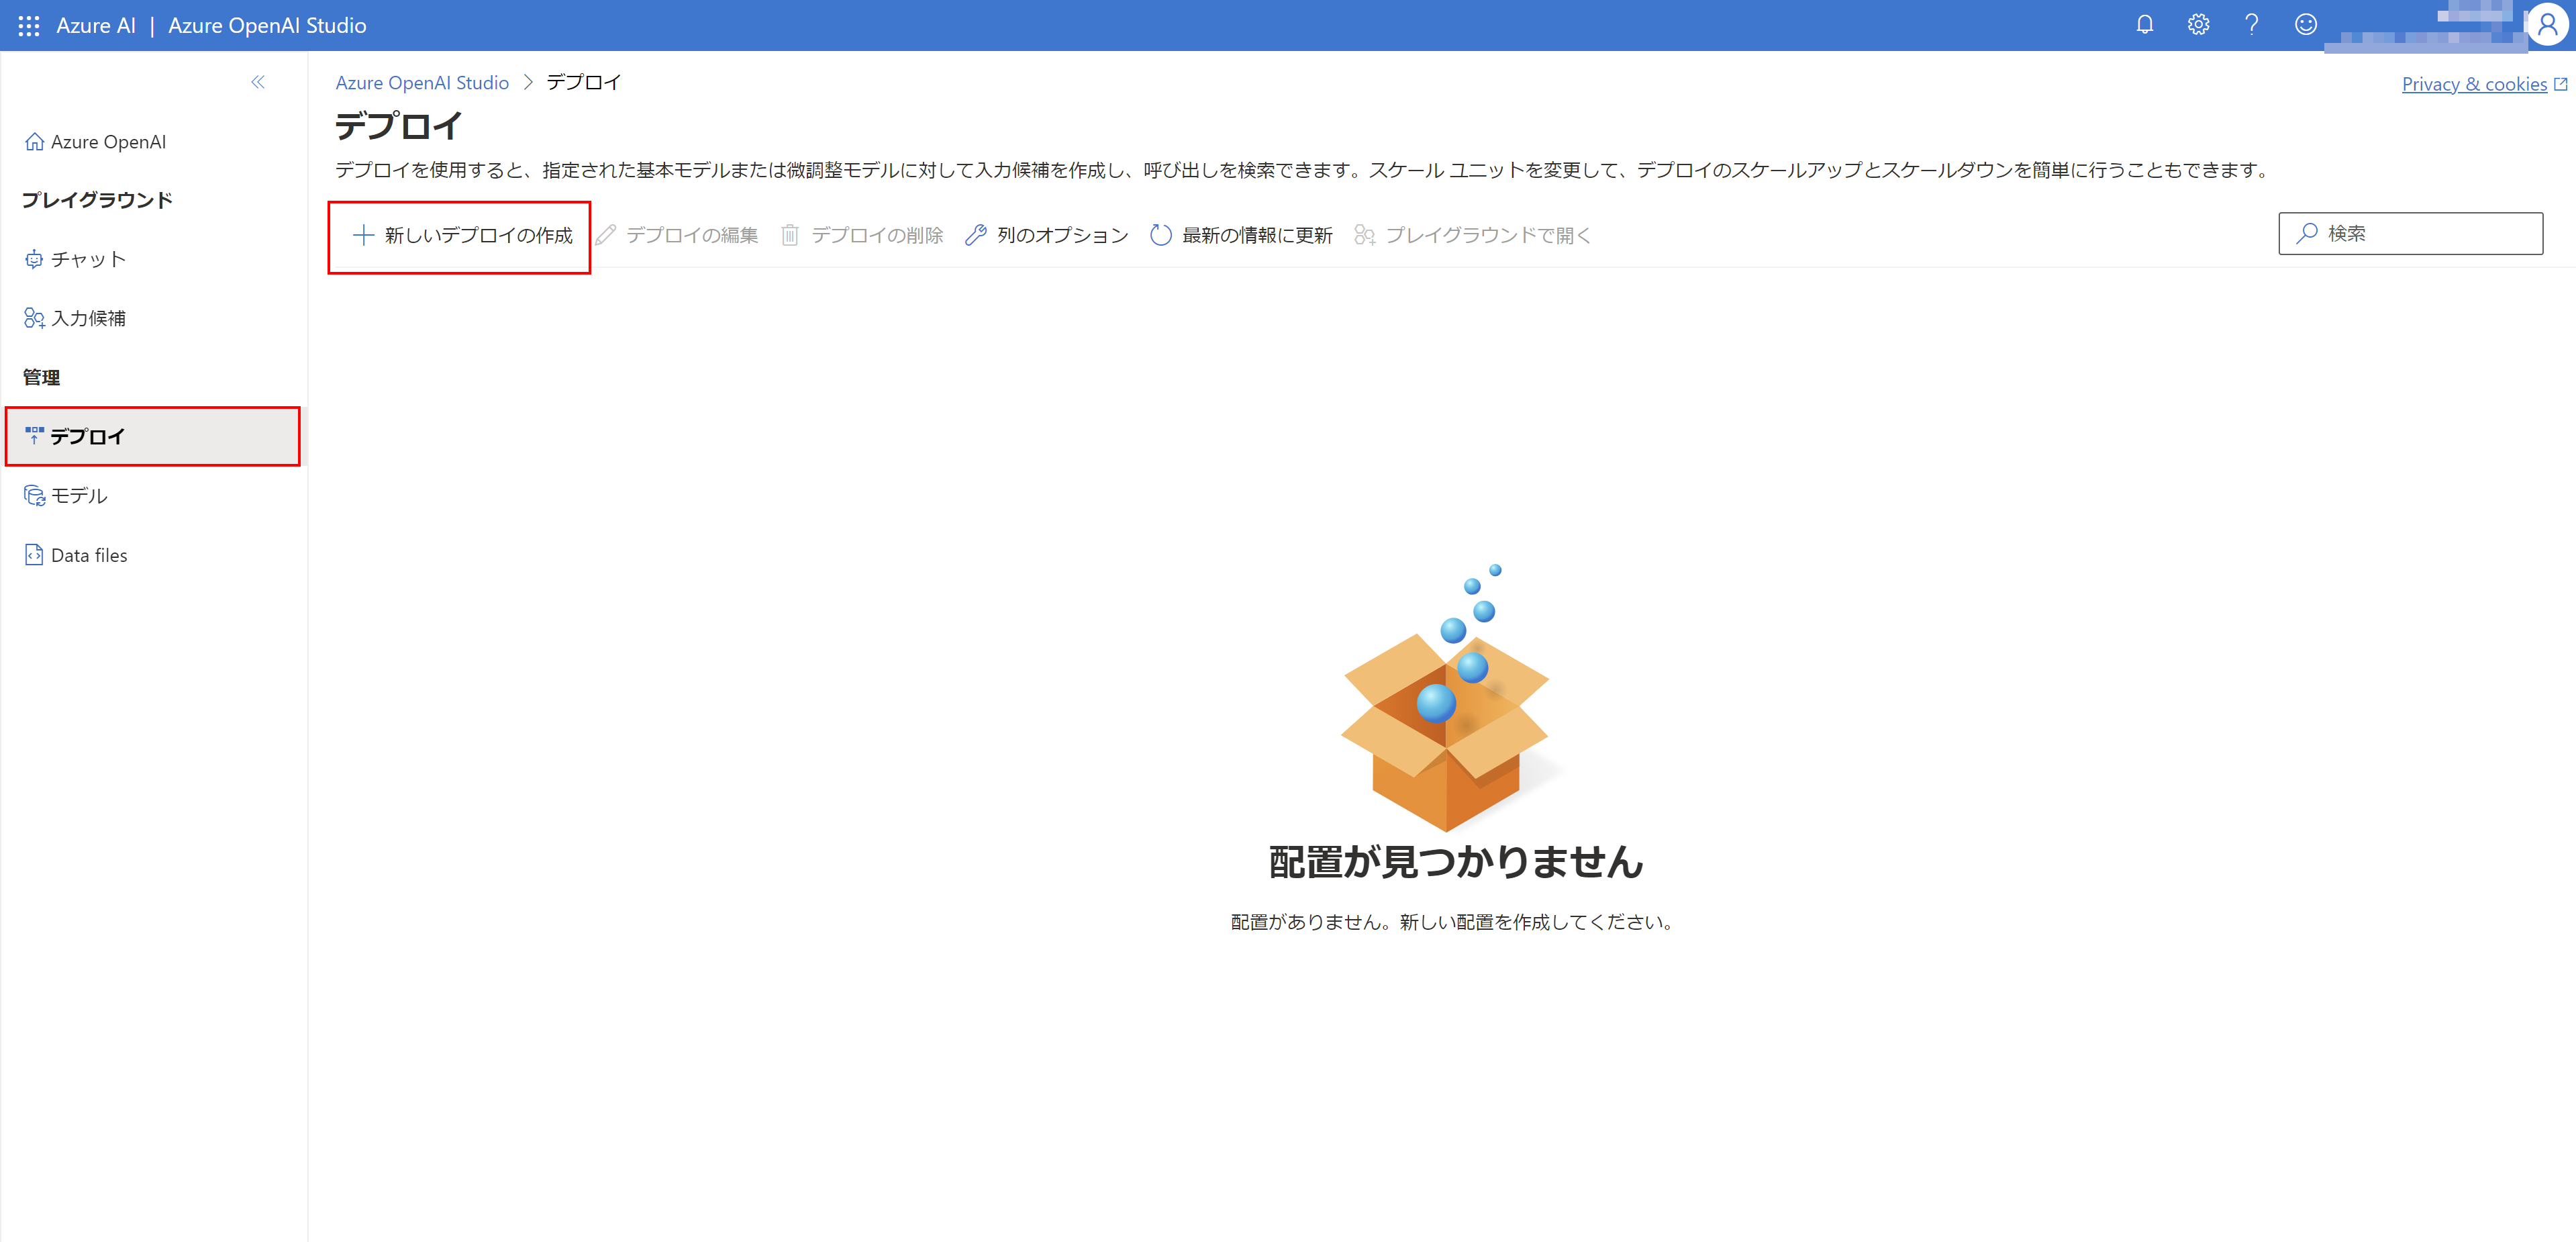 Azure AI | Azure OpenAI Studio
Azure OpenAI Studio > デプロイ
Privacy & cookies
デプロイ
デプロイを使用すると、指定された基本モデルまたは微調整モデルに対して入力候補を作成し、呼び出しを検索できます。スケール ユニットを変更して、デプロイのスケールアップとスケールダウンを簡単に行うこともできます。
新しいデプロイの作成 デプロイの編集 デプロイの削除 列のオプション 最新の情報に更新 プレイグラウンドで開く 検索
Azure OpenAI
プレイグラウンド
チャット
入力候補
管理
デプロイ
モデル
Data files
配置が見つかりません
配置がありません。新しい配置を作成してください。